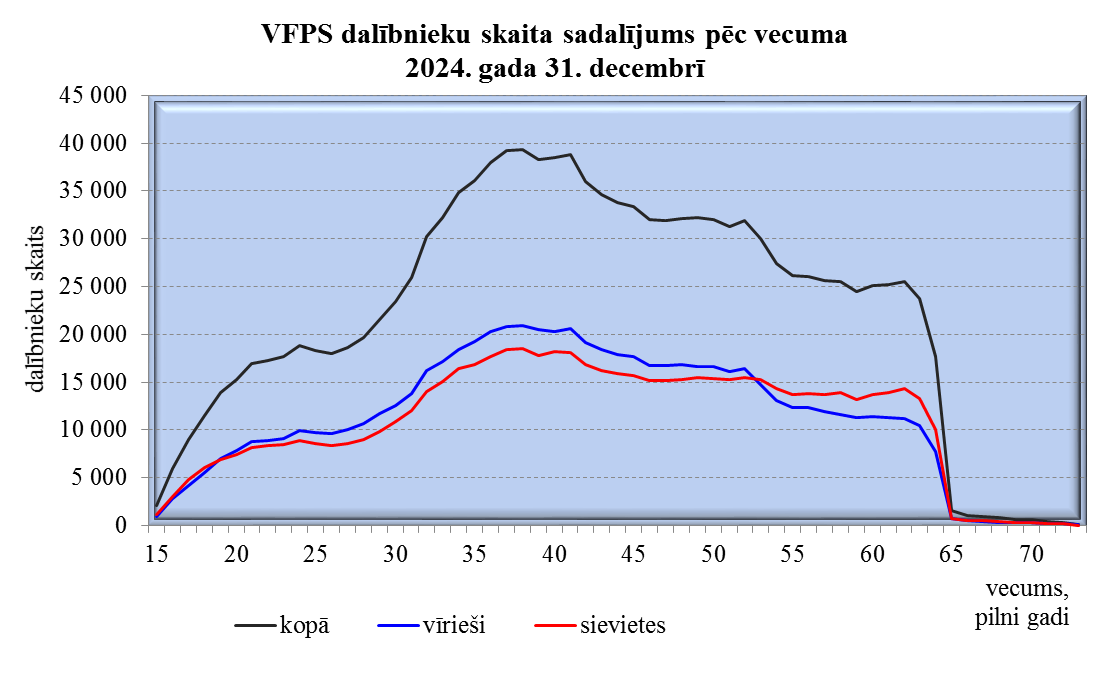 VFPS dalībnieku skaita sadalījums pēc vecuma
2024. gada 31. decembrī
dalībnieku skaits
45 000
40 000
35 000
30 000
25 000
20 000
15 000
10 000
5 000
0
15 20 25 30 35 40 45 50 55 60 65 70
vecums,
pilni gadi
kopā vīrieši sievietes